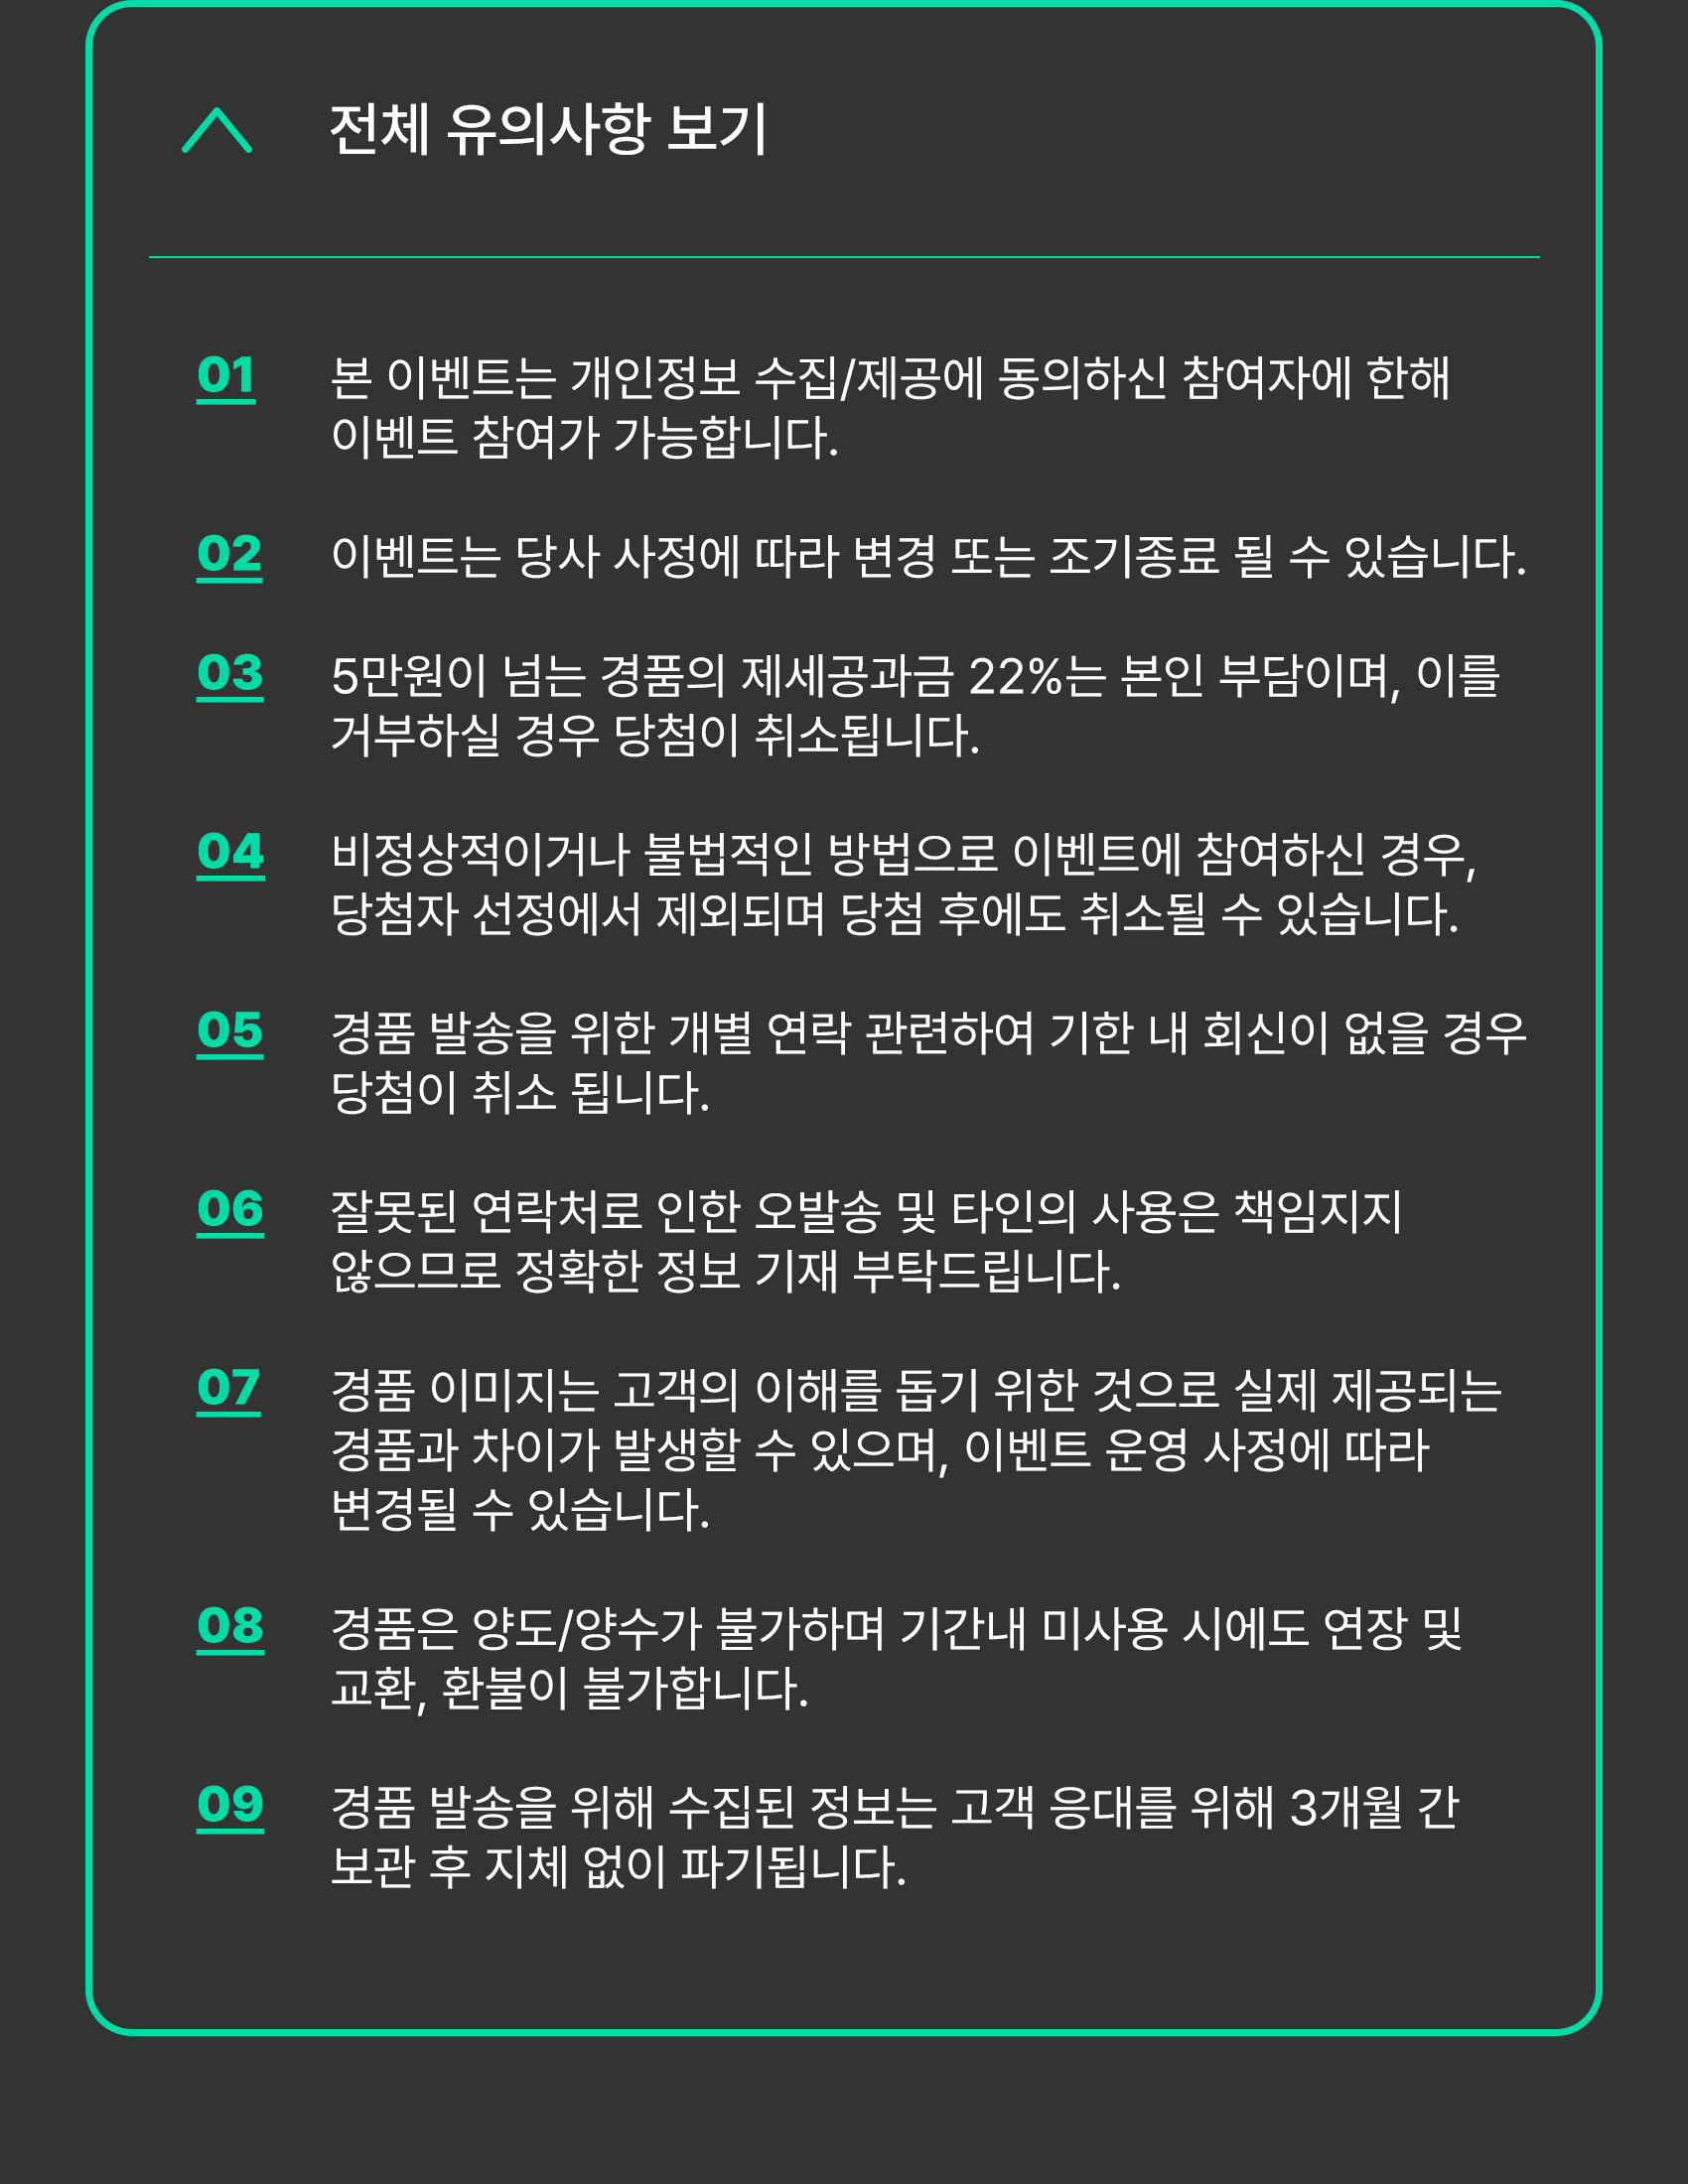 전체 유의사항 보기
01 본 이벤트는 개인정보 수집/제공에 동의하신 참여자에 한해
이벤트 참여가 가능합니다.
02 이벤트는 당사 사정에 따라 변경 또는 조기종료 될 수 있습니다.
03 5만원이 넘는 경품의 제세공과금 22%는 본인 부담이며, 이를
거부하실 경우 당첨이 취소됩니다.
04 비정상적이거나 불법적인 방법으로 이벤트에 참여하신 경우,
당첨자 선정에서 제외되며 당첨 후에도 취소될 수 있습니다.
05 경품 발송을 위한 개별 연락 관련하여 기한 내 회신이 없을 경우
당첨이 취소 됩니다.
06 잘못된 연락처로 인한 오발송 및 타인의 사용은 책임지지
않으므로 정확한 정보 기재 부탁드립니다.
07 경품 이미지는 고객의 이해를 돕기 위한 것으로 실제 제공되는
경품과 차이가 발생할 수 있으며, 이벤트 운영 사정에 따라
변경될 수 있습니다.
08 경품은 양도/양수가 불가하며 기간내 미사용 시에도 연장 및
교환, 환불이 불가합니다.
09 경품 발송을 위해 수집된 정보는 고객 응대를 위해 3개월 간
보관 후 지체 없이 파기됩니다.